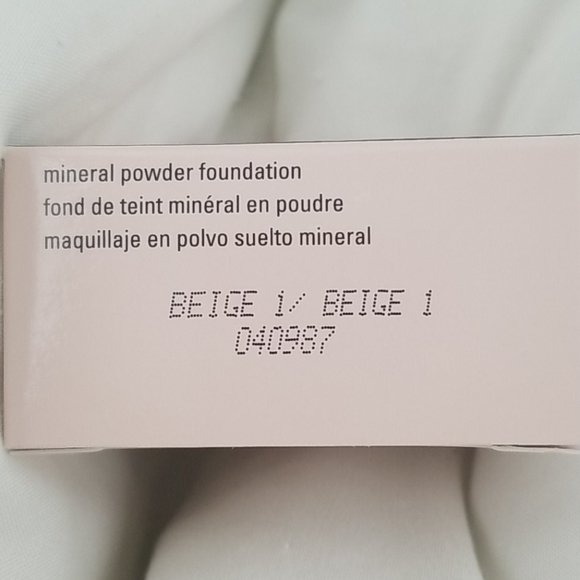 mineral powder foundation
fond de teint minéral en poudre
maquillaje en polvo suelto mineral
BEIGE 1/ BEIGE 1
040987